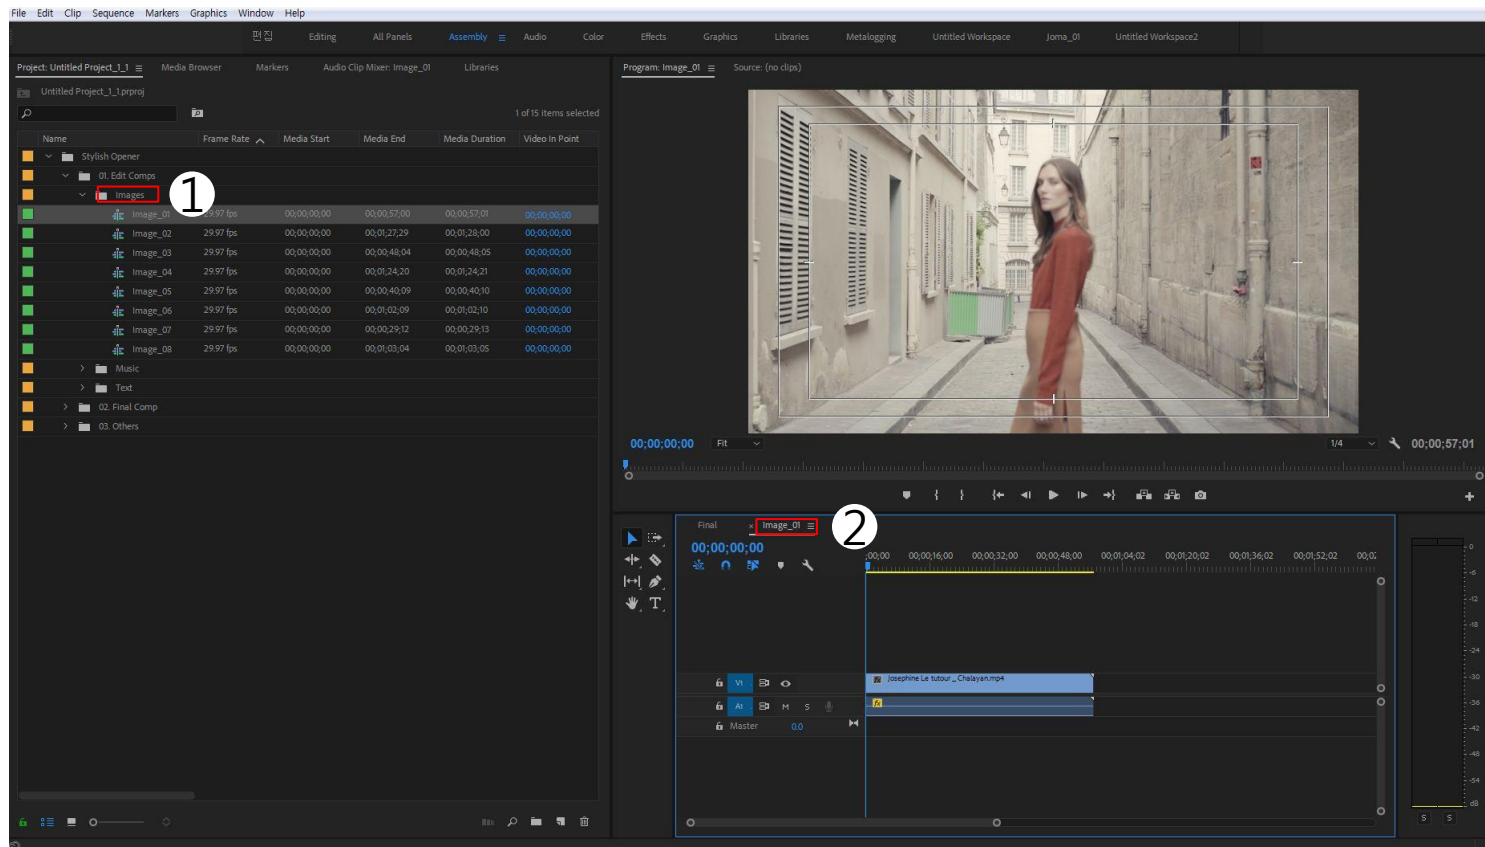 File Edit Clip Sequence Markers Graphics Window Help
편집 Editing All Panels Assembly Audio Color Effects Graphics Libraries Metalogging Untitled Workspace Joma_01 Untitled Workspace2
Project: Untitled Project_1_1 Media Browser Markers Audio Clip Mixer: Image_01 Libraries
Untitled Project_1_1.prproj
1 of 15 items selected
Name Frame Rate Media Start Media End Media Duration Video In Point
Stylish Opener
01. Edit Comps
Images
1
Image_01 29.97 fps 00;00;00;00 00;00;57;00 00;00;57;01 00;00;00;00
Image_02 29.97 fps 00;00;00;00 00;01;27;29 00;01;28;00 00;00;00;00
Image_03 29.97 fps 00;00;00;00 00;00;48;04 00;00;48;05 00;00;00;00
Image_04 29.97 fps 00;00;00;00 00;01;24;20 00;01;24;21 00;00;00;00
Image_05 29.97 fps 00;00;00;00 00;00;40;09 00;00;40;10 00;00;00;00
Image_06 29.97 fps 00;00;00;00 00;01;02;09 00;01;02;10 00;00;00;00
Image_07 29.97 fps 00;00;00;00 00;00;29;12 00;00;29;13 00;00;00;00
Image_08 29.97 fps 00;00;00;00 00;01;03;04 00;01;03;05 00;00;00;00
Music
Text
02. Final Comp
03. Others
Program: Image_01 Source: (no clips)
00;00;00;00 Fit 1/4 00;00;57;01
Final × Image_01
2
00;00;00;00
;00;00 00;00;16;00 00;00;32;00 00;00;48;00 00;01;04;02 00;01;20;02 00;01;36;02 00;01;52;02 00;0
T
V1 Josephine Le tutour _ Chalayan.mp4
A1 M S fx
Master 0.0
0
-6
-12
-18
-24
-30
-36
-42
-48
-54
dB
S S